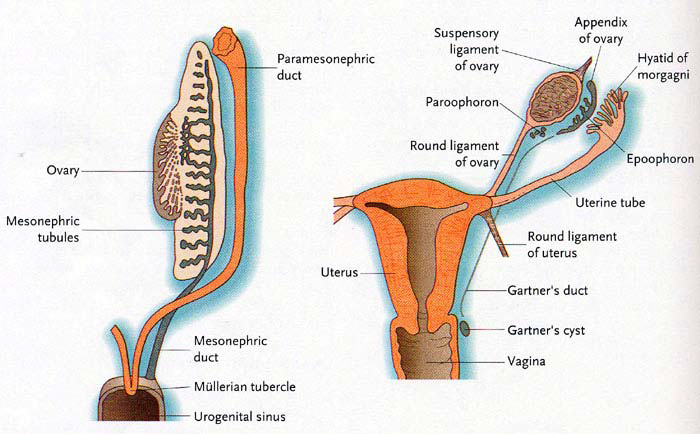 Paramesonephric
duct
Ovary
Mesonephric
tubules
Mesonephric
duct
Müllerian tubercle
Urogenital sinus
Suspensory
ligament
of ovary
Appendix
of ovary
Hyatid of
morgagni
Paroophoron
Round ligament
of ovary
Epoophoron
Uterine tube
Round ligament
of uterus
Uterus
Gartner's duct
Gartner's cyst
Vagina